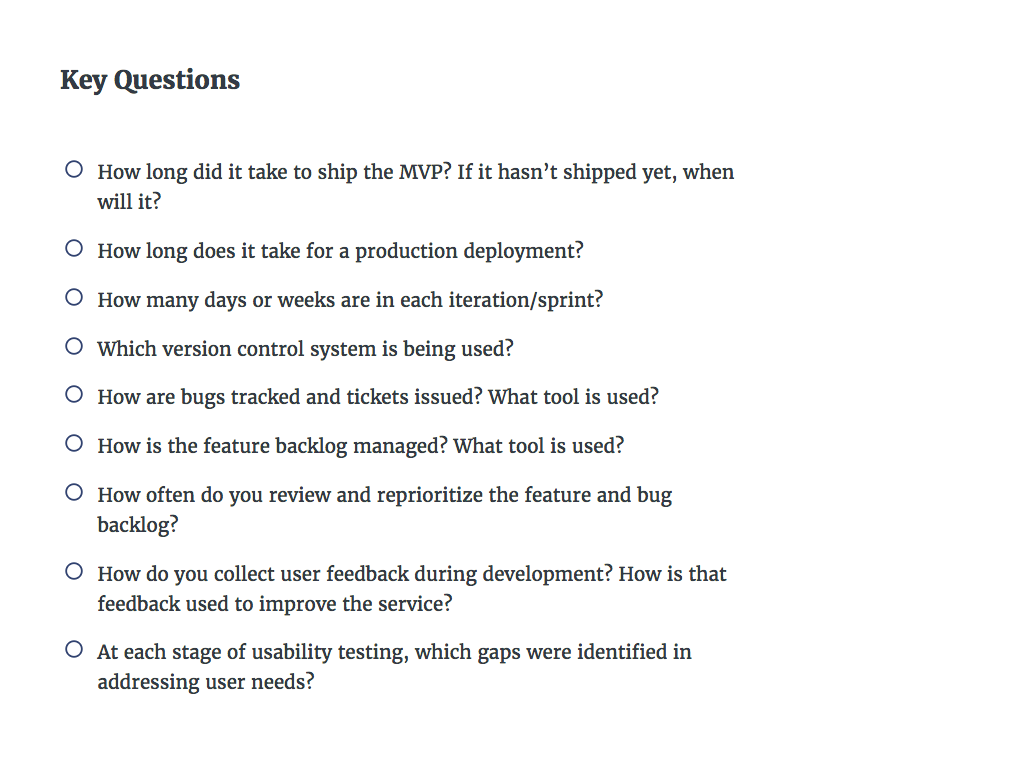 Key Questions
How long did it take to ship the MVP? If it hasn’t shipped yet, when
will it?
How long does it take for a production deployment?
How many days or weeks are in each iteration/sprint?
Which version control system is being used?
How are bugs tracked and tickets issued? What tool is used?
How is the feature backlog managed? What tool is used?
How often do you review and reprioritize the feature and bug
backlog?
How do you collect user feedback during development? How is that
feedback used to improve the service?
At each stage of usability testing, which gaps were identified in
addressing user needs?